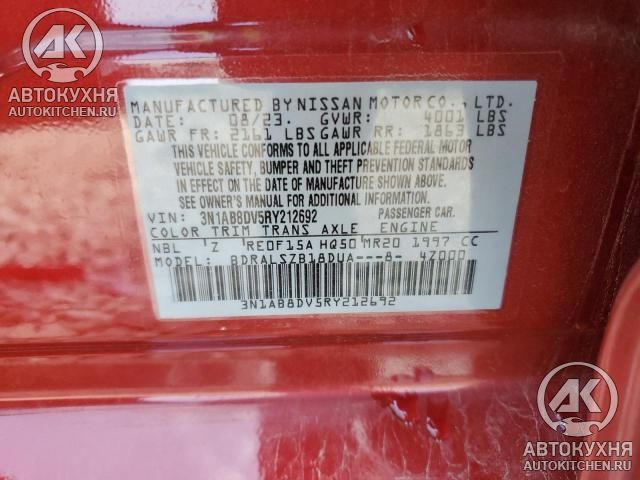 AK
АВТОКУХНЯ
AUTOKITCHEN.RU
MANUFACTURED BY NISSAN MOTOR CO., LTD.
DATE: 08/23. GVWR: 4001 LBS
GAWR FR: 2161 LBS GAWR RR: 1863 LBS
THIS VEHICLE CONFORMS TO ALL APPLICABLE FEDERAL MOTOR
VEHICLE SAFETY, BUMPER AND THEFT PREVENTION STANDARDS
IN EFFECT ON THE DATE OF MANUFACTURE SHOWN ABOVE.
SEE OWNER'S MANUAL FOR ADDITIONAL INFORMATION.
VIN: 3N1AB8DV5RY212692 PASSENGER CAR.
COLOR TRIM TRANS AXLE ENGINE
NBL Z RE0F15A HQ50 MR20 1997 CC
BDRALSZB18DUA---8- 4Z000
3N1AB8DV5RY212692
AK
АВТОКУХНЯ
AUTOKITCHEN.RU